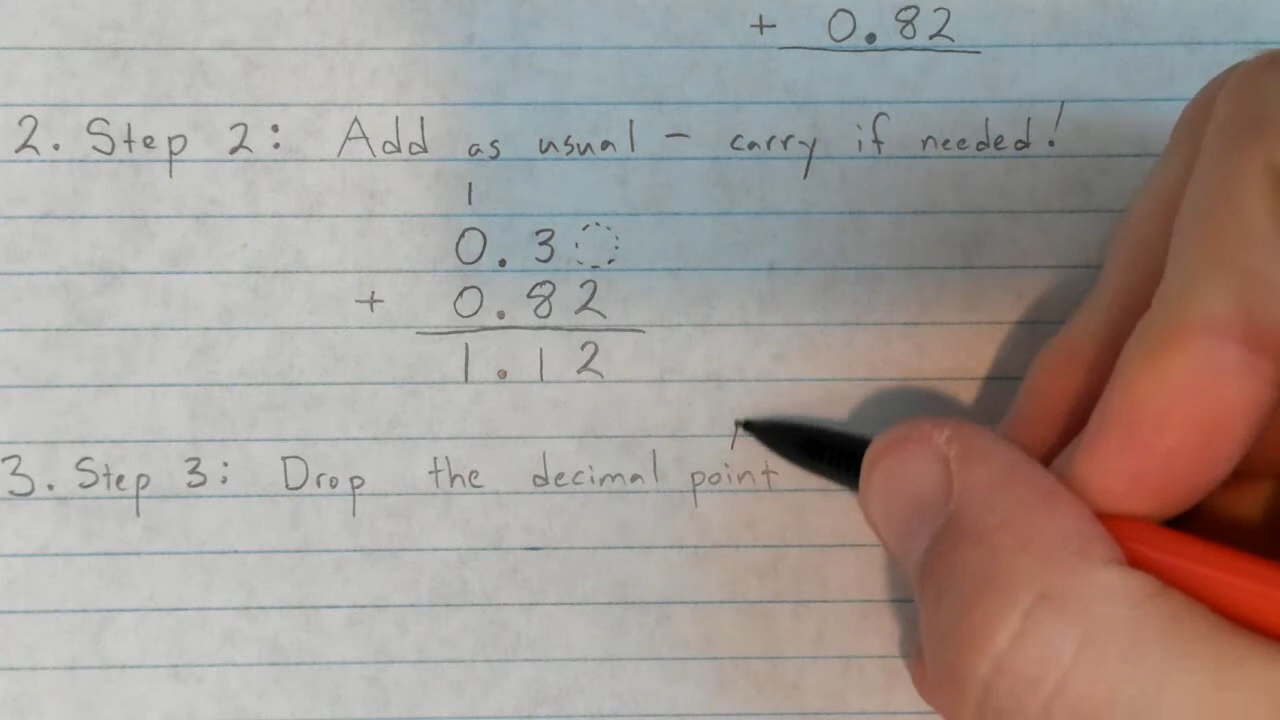 + 0.82
2. Step 2: Add as usual - carry if needed!
1
0.3
+ 0.82
1.12
3. Step 3: Drop the decimal point